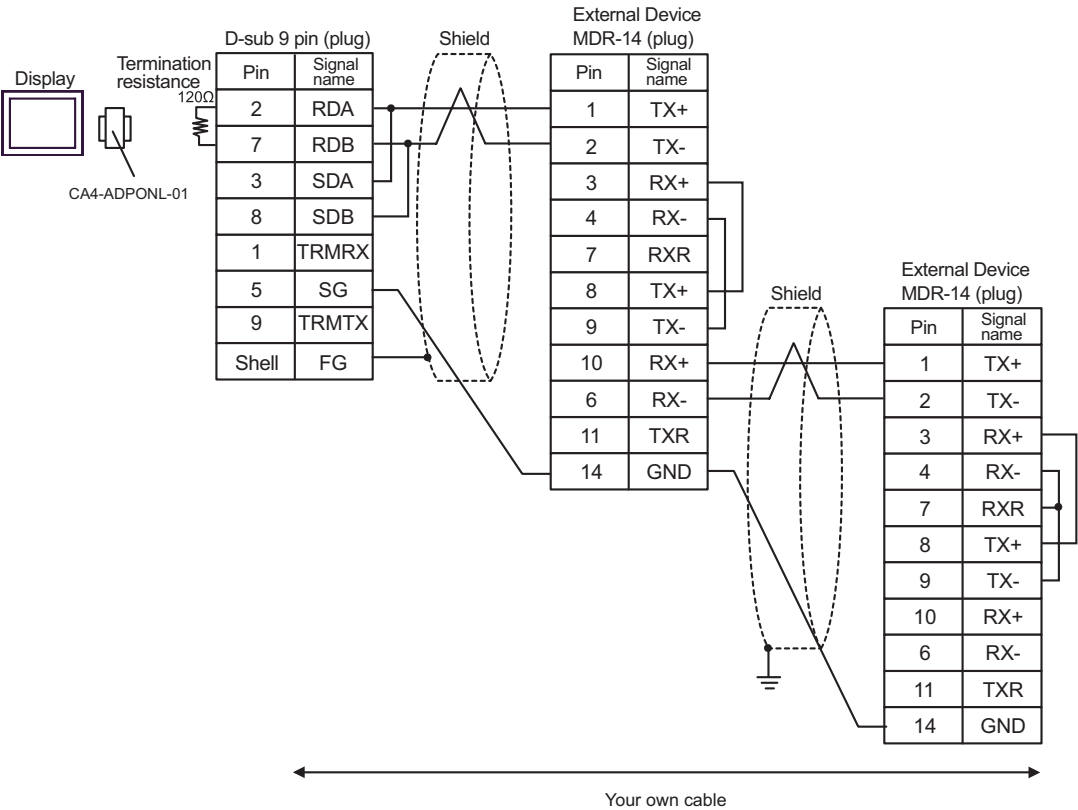 External Device
MDR-14 (plug)
D-sub 9 pin (plug)
Shield
Termination resistance
120Ω
Display
CA4-ADPONL-01
Pin Signal name
2 RDA
7 RDB
3 SDA
8 SDB
1 TRMRX
5 SG
9 TRMTX
Shell FG
Pin Signal name
1 TX+
2 TX-
3 RX+
4 RX-
7 RXR
8 TX+
9 TX-
10 RX+
6 RX-
11 TXR
14 GND
Shield
External Device
MDR-14 (plug)
Pin Signal name
1 TX+
2 TX-
3 RX+
4 RX-
7 RXR
8 TX+
9 TX-
10 RX+
6 RX-
11 TXR
14 GND
Your own cable